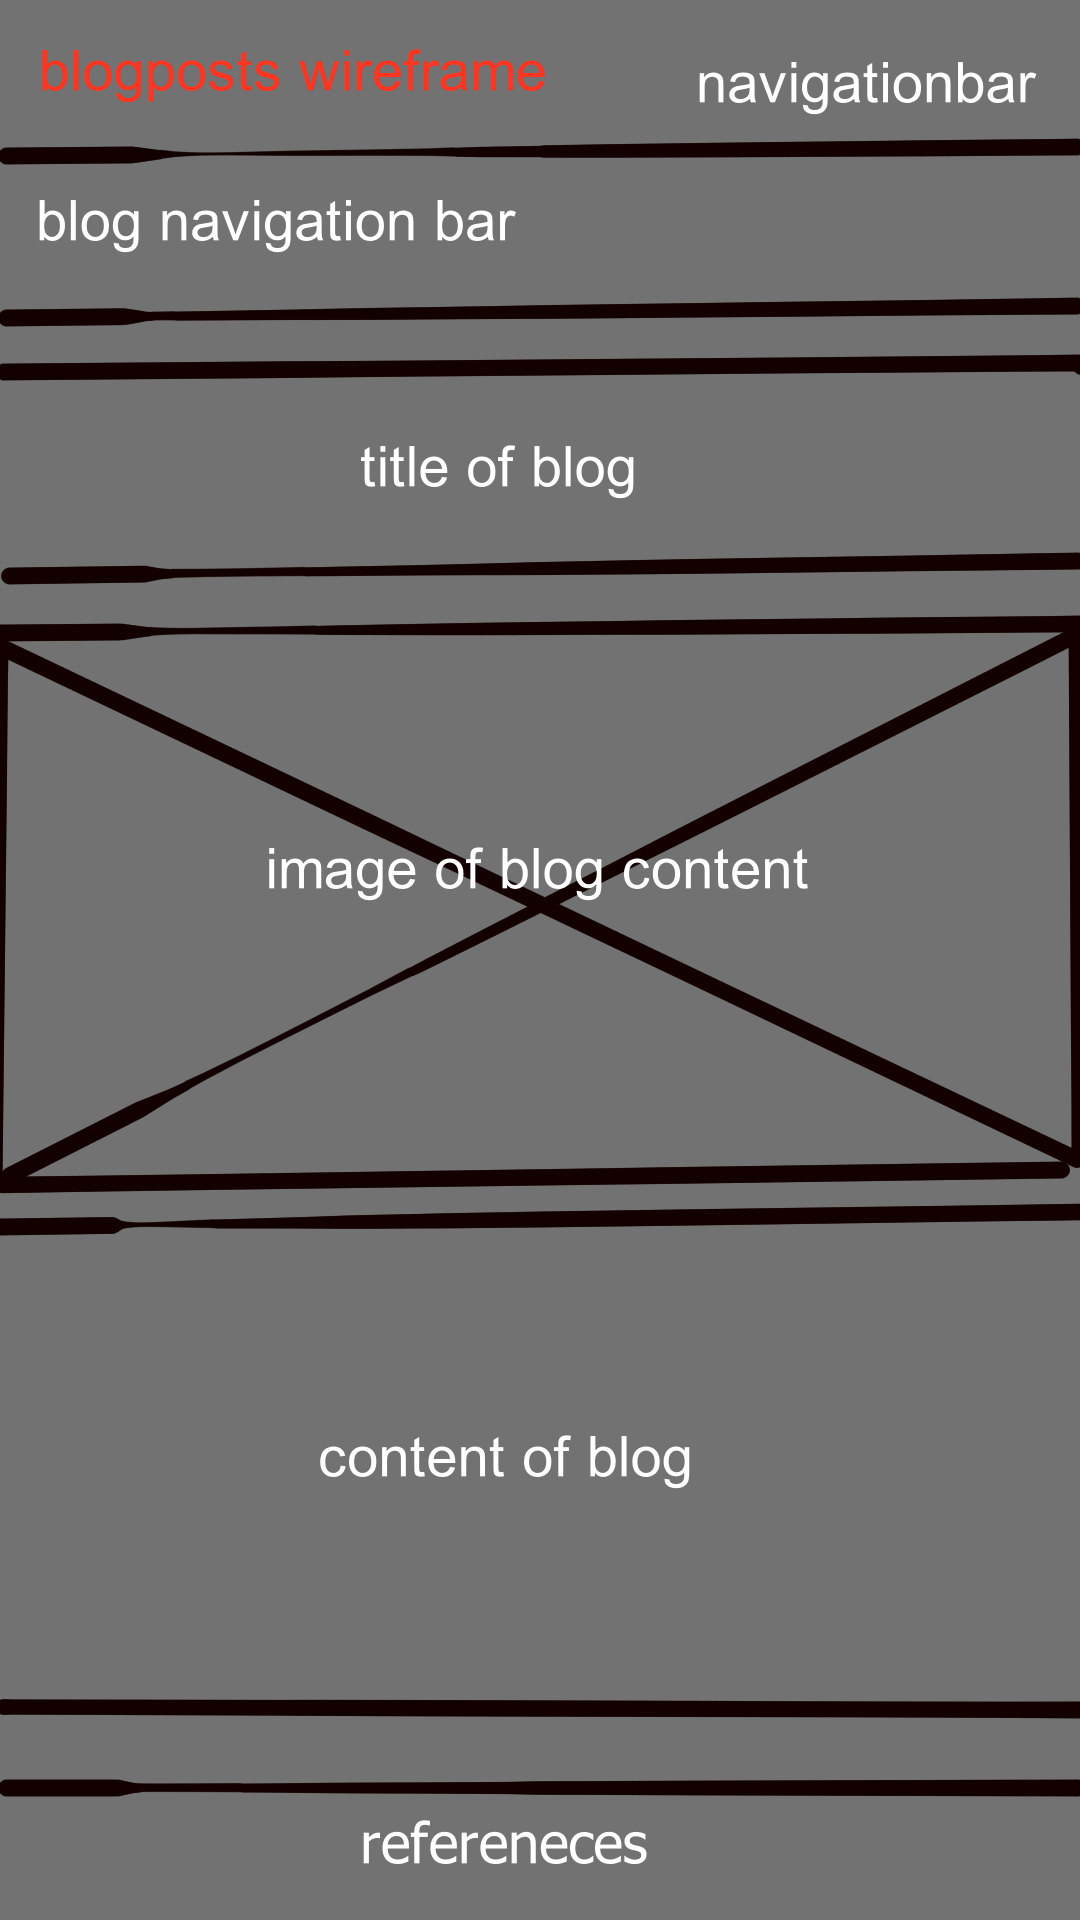 blogposts wireframe
navigationbar
blog navigation bar
title of blog
image of blog content
content of blog
refereneces